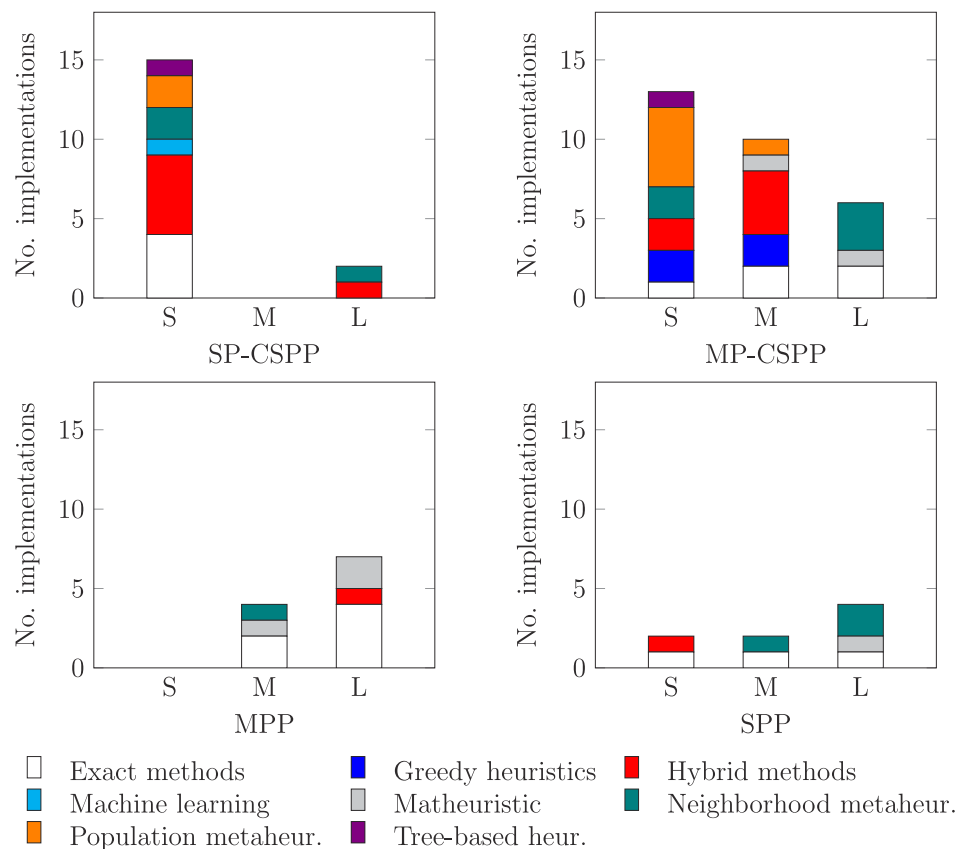 No. implementations
15
10
5
0
S M L
SP-CSPP
No. implementations
15
10
5
0
S M L
MP-CSPP
No. implementations
15
10
5
0
S M L
MPP
No. implementations
15
10
5
0
S M L
SPP
Exact methods Greedy heuristics Hybrid methods
Machine learning Matheuristic Neighborhood metaheur.
Population metaheur. Tree-based heur.